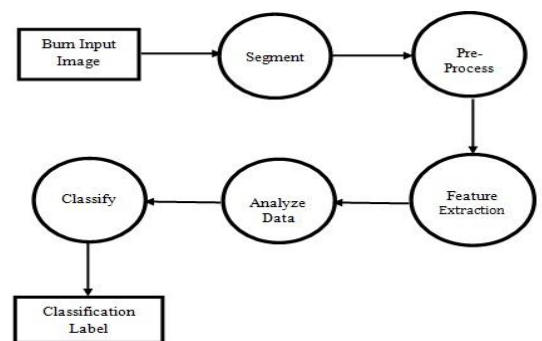 Burn Input
Image
Segment
Pre-
Process
Feature
Extraction
Analyze
Data
Classify
Classification
Label